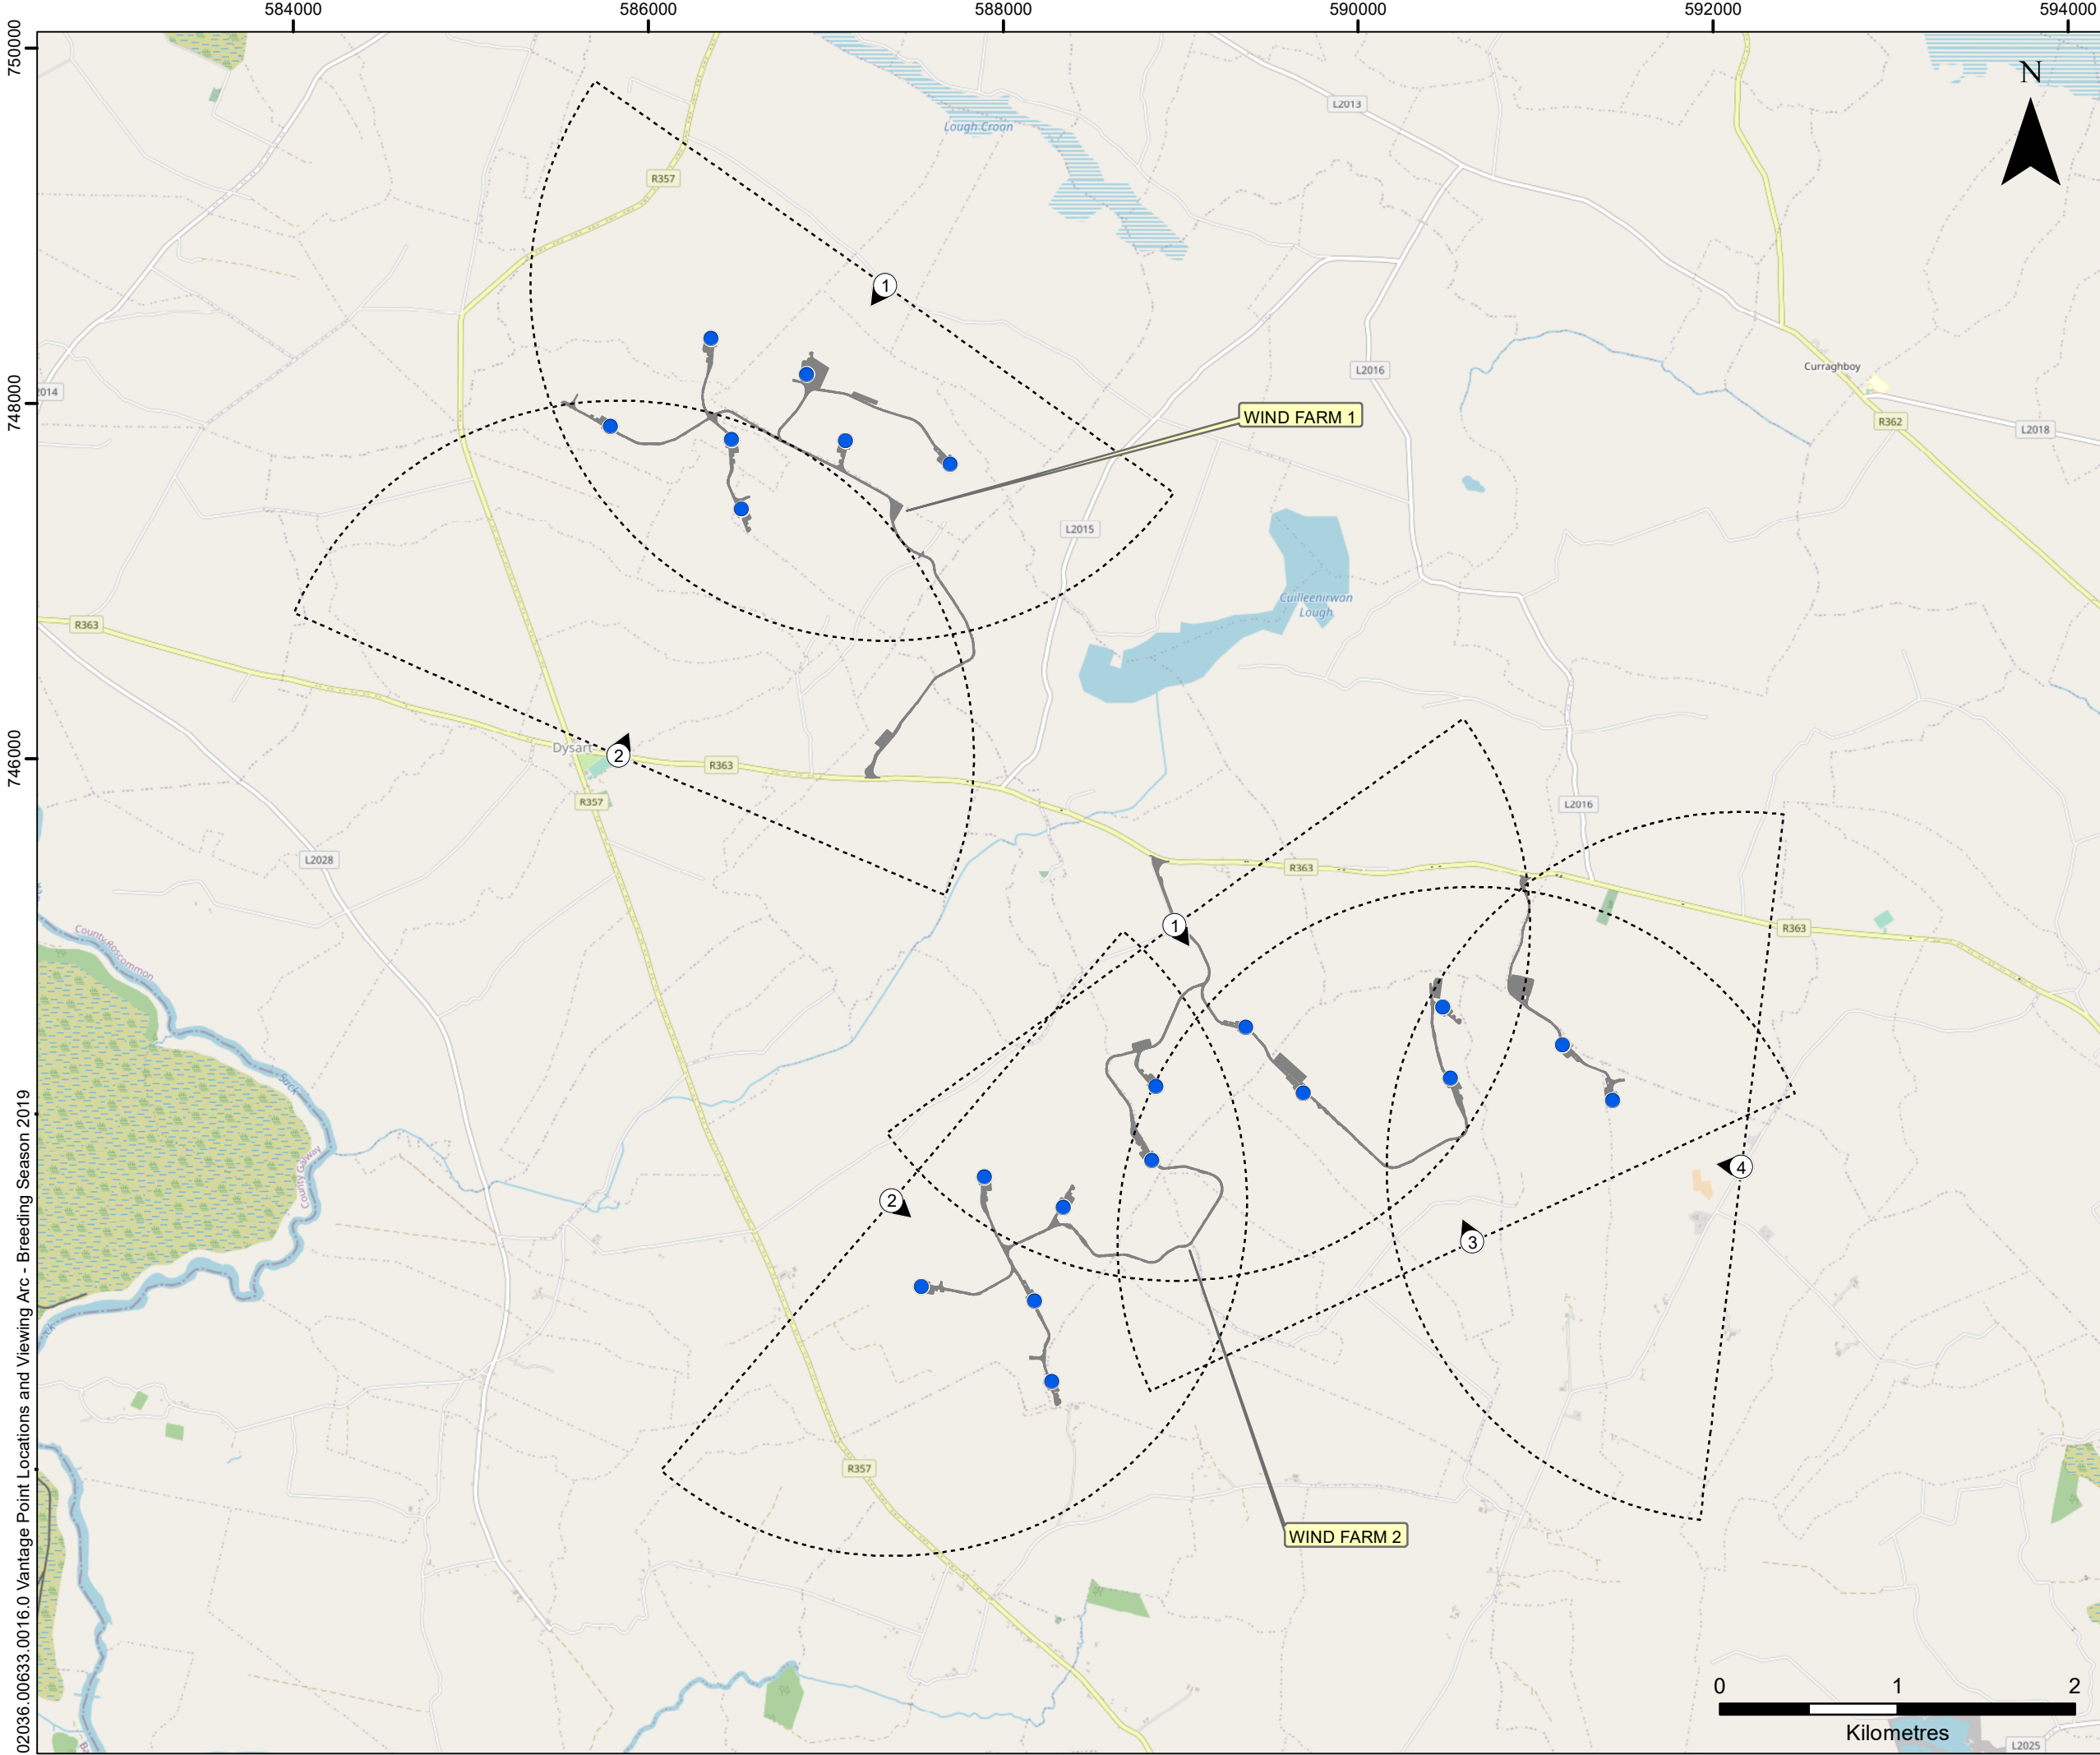 584000
586000
588000
590000
592000
594000
750000
748000
746000
N
L2013
Lough Croan
R357
2014
L2016
Curraghboy
R362
L2018
1
WIND FARM 1
L2015
Cuilleenirwan
Lough
R363
Dysart
2
R363
R357
L2016
L2028
R363
R363
County Roscommon
1
Suck
County Galway
2
4
3
R357
WIND FARM 2
0 1 2
Kilometres
L2025
02036.00633.0016.0 Vantage Point Locations and Viewing Arc - Breeding Season 2019